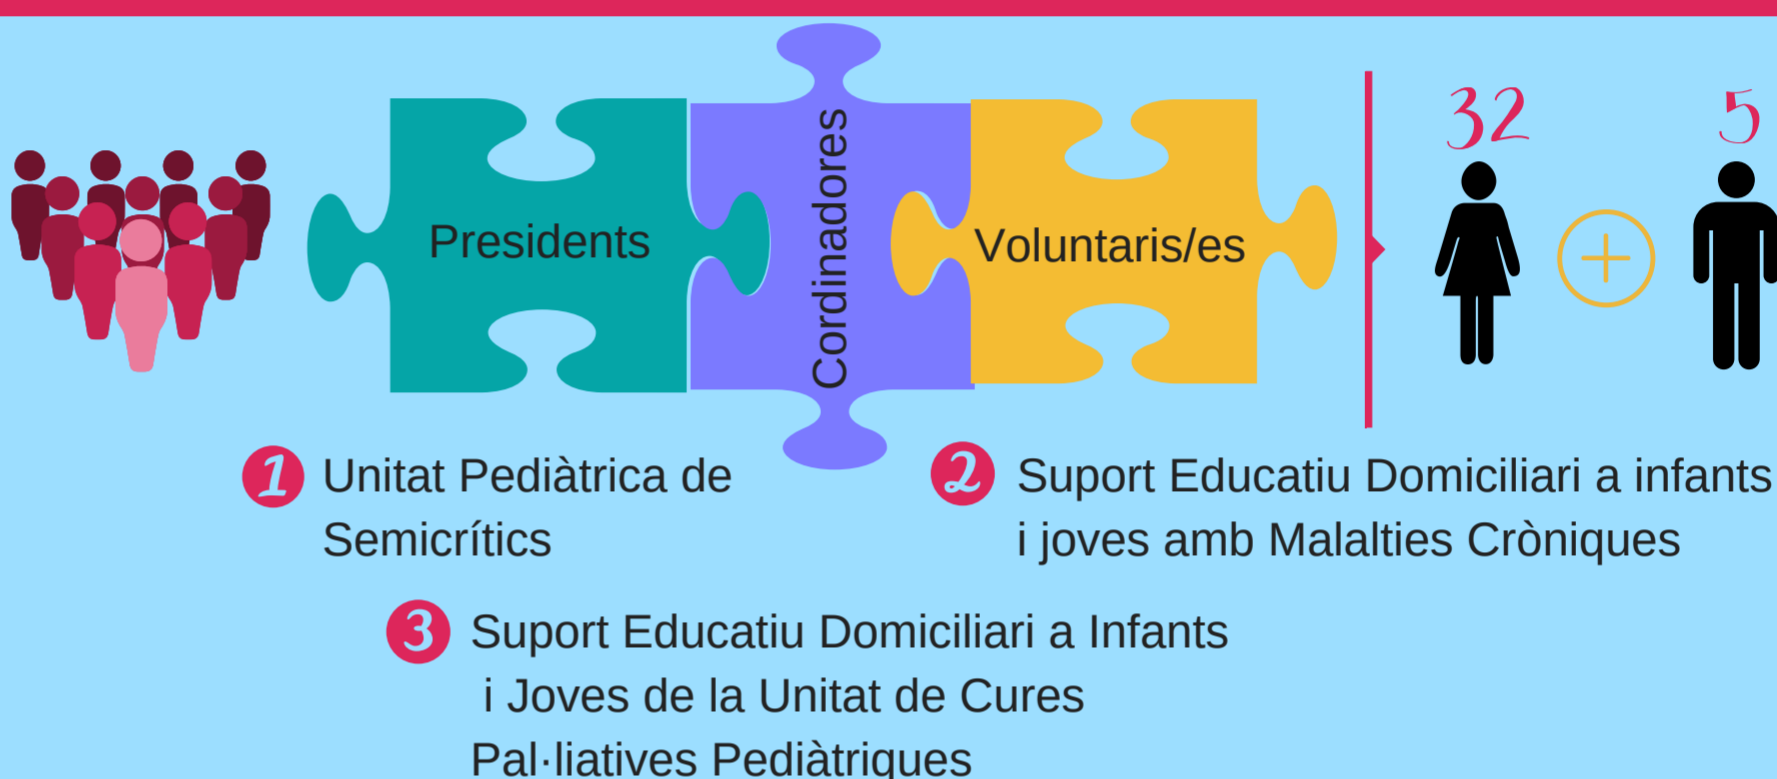 32
5
Presidents
Cordinadores
Voluntaris/es
1 Unitat Pediàtrica de
Semicrítics
2 Suport Educatiu Domiciliari a infants
i joves amb Malalties Cròniques
3 Suport Educatiu Domiciliari a Infants
i Joves de la Unitat de Cures
Pal·liatives Pediàtriques